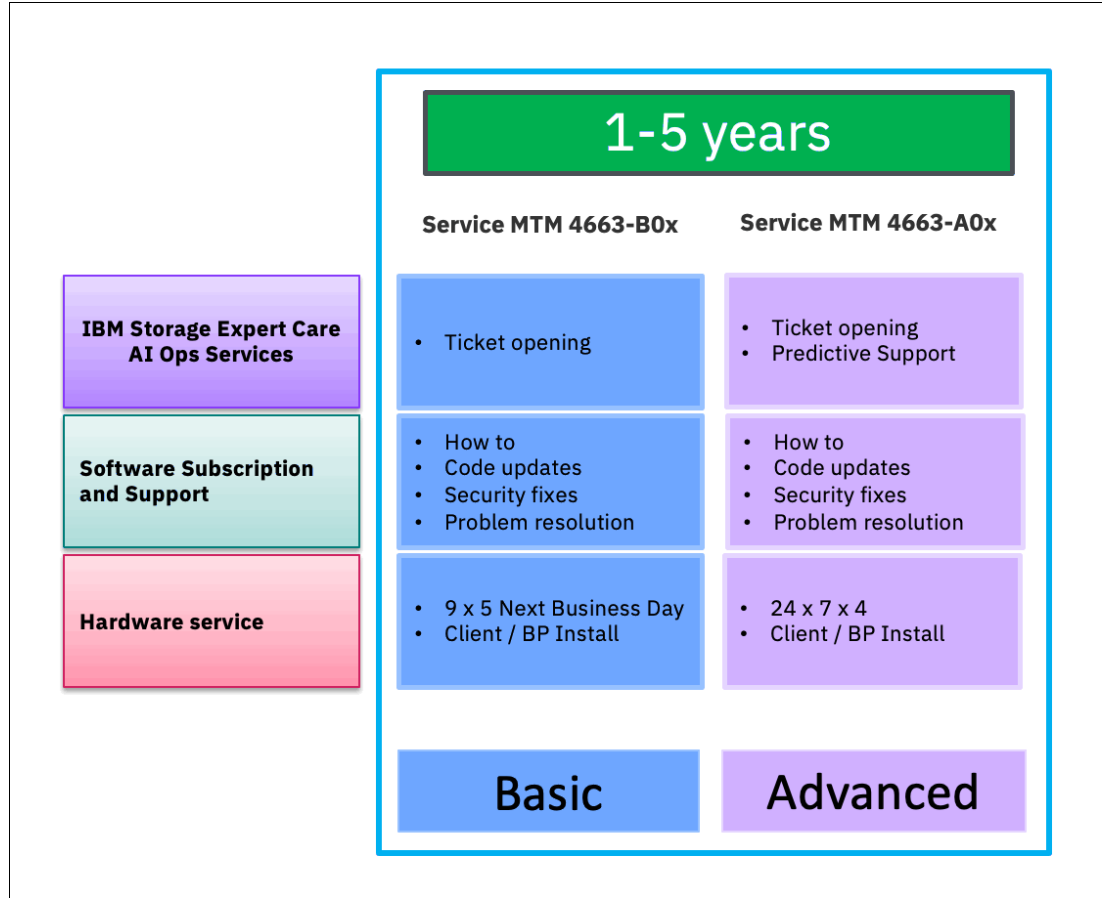 1-5 years
Service MTM 4663-B0x
Service MTM 4663-A0x
IBM Storage Expert Care
AI Ops Services
• Ticket opening
• Ticket opening
• Predictive Support
Software Subscription
and Support
• How to
• Code updates
• Security fixes
• Problem resolution
• How to
• Code updates
• Security fixes
• Problem resolution
Hardware service
• 9 x 5 Next Business Day
• Client / BP Install
• 24 x 7 x 4
• Client / BP Install
Basic
Advanced